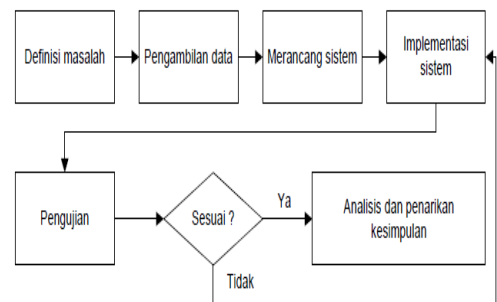 Definisi masalah
Pengambilan data
Merancang sistem
Implementasi
sistem
Pengujian
Sesuai ?
Ya
Analisis dan penarikan
kesimpulan
Tidak